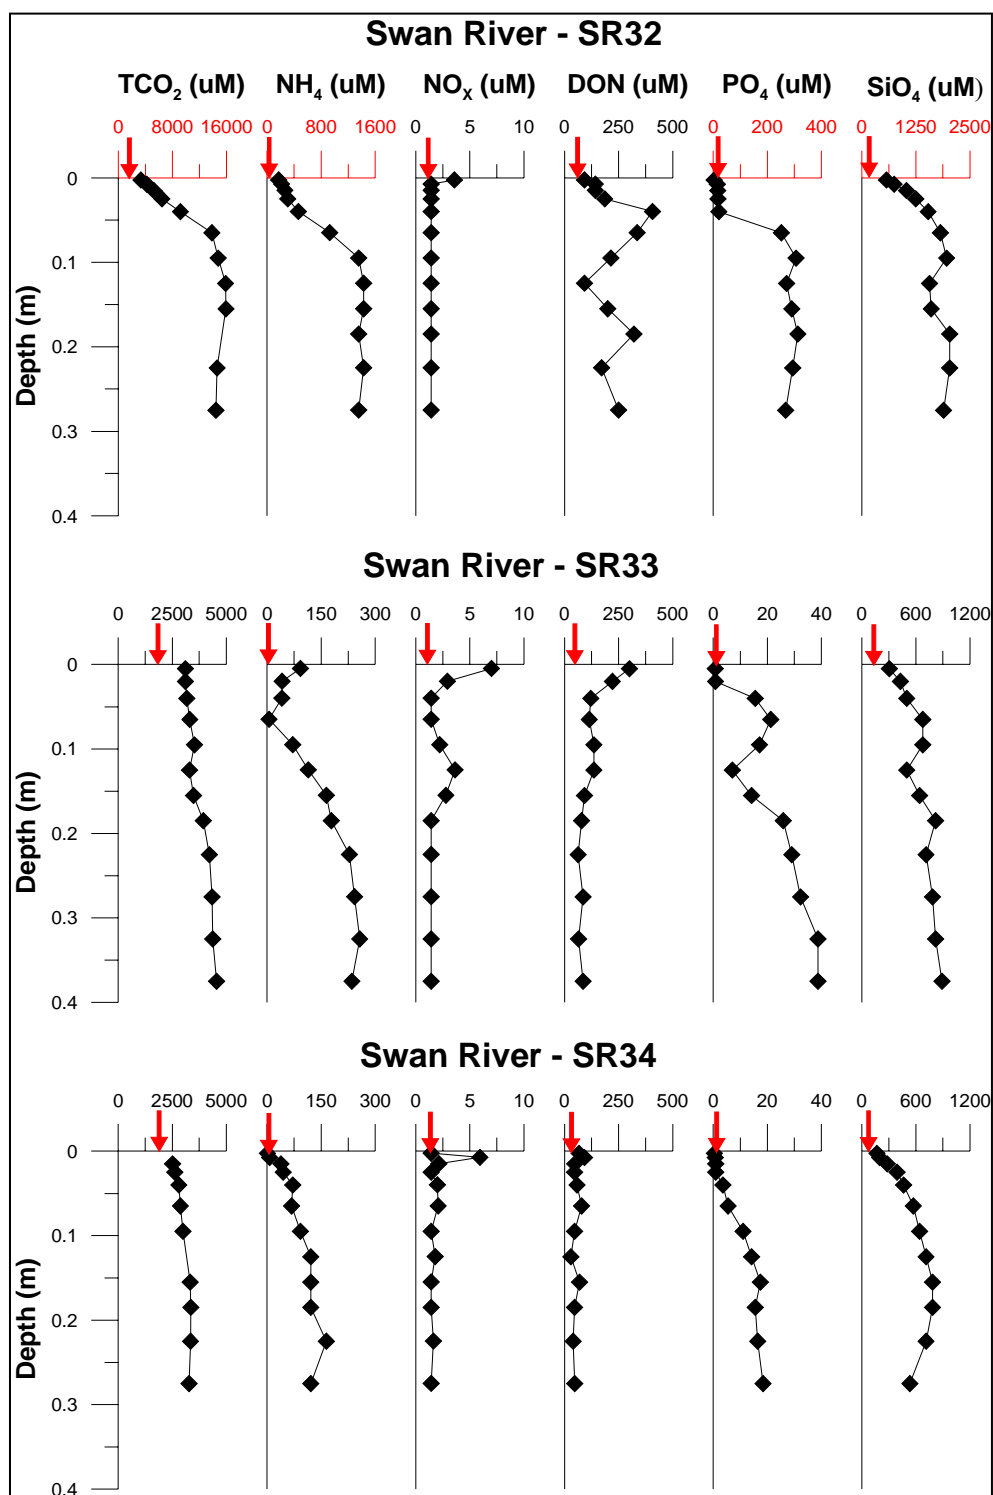 Swan River - SR32
TCO₂ (uM) NH₄ (uM) NOₓ (uM) DON (uM) PO₄ (uM) SiO₄ (uM)
0 8000 16000 0 800 1600 0 5 10 0 250 500 0 200 400 0 1250 2500
0
0.1
0.2
0.3
0.4
Depth (m)
Swan River - SR33
0 2500 5000 0 150 300 0 5 10 0 250 500 0 20 40 0 600 1200
0
0.1
0.2
0.3
0.4
Depth (m)
Swan River - SR34
0 2500 5000 0 150 300 0 5 10 0 250 500 0 20 40 0 600 1200
0
0.1
0.2
0.3
0.4
Depth (m)